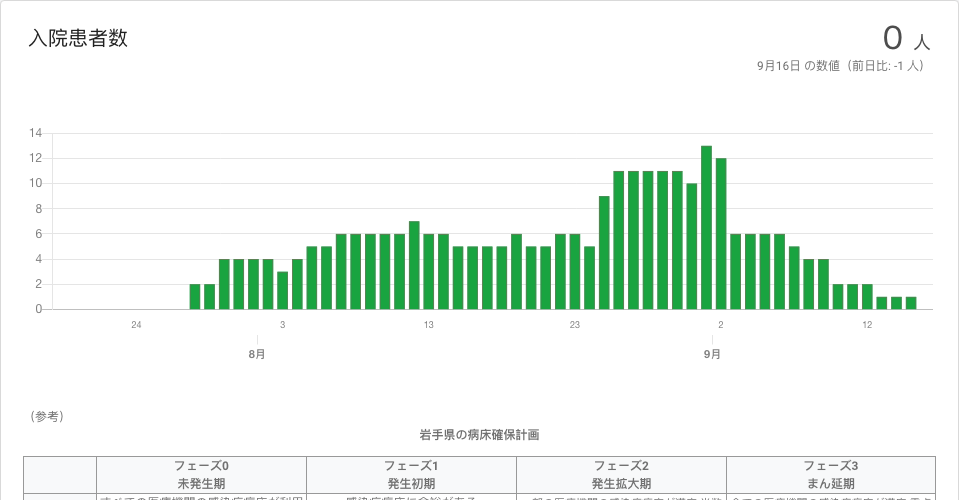 入院患者数
0 人
9月16日 の数値（前日比: -1 人）
14
12
10
8
6
4
2
0
24 3 13 23 2 12
8月 9月
（参考）
岩手県の病床確保計画
フェーズ0 フェーズ1 フェーズ2 フェーズ3
未発生期 発生初期 発生拡大期 まん延期